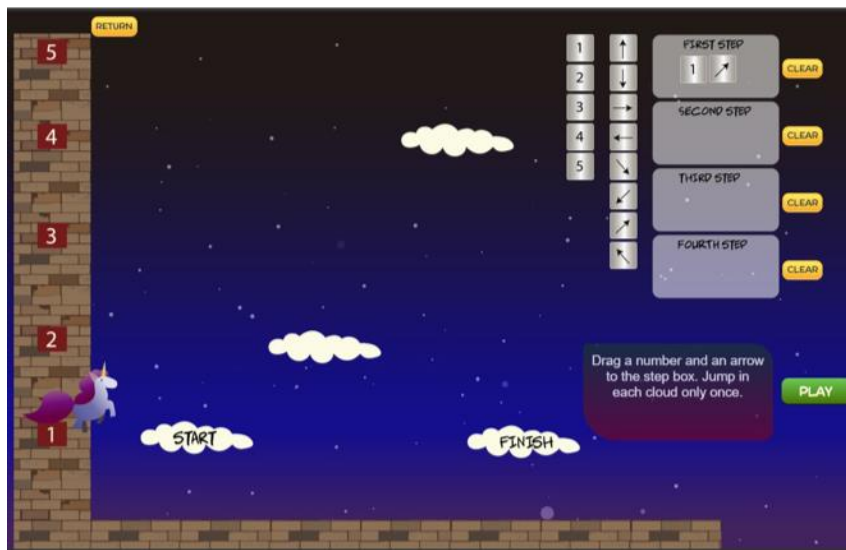 RETURN
5
4
3
2
1
START
FINISH
1
2
3
4
5
FIRST STEP
1
CLEAR
SECOND STEP
CLEAR
THIRD STEP
CLEAR
FOURTH STEP
CLEAR
Drag a number and an arrow
to the step box. Jump in
each cloud only once.
PLAY